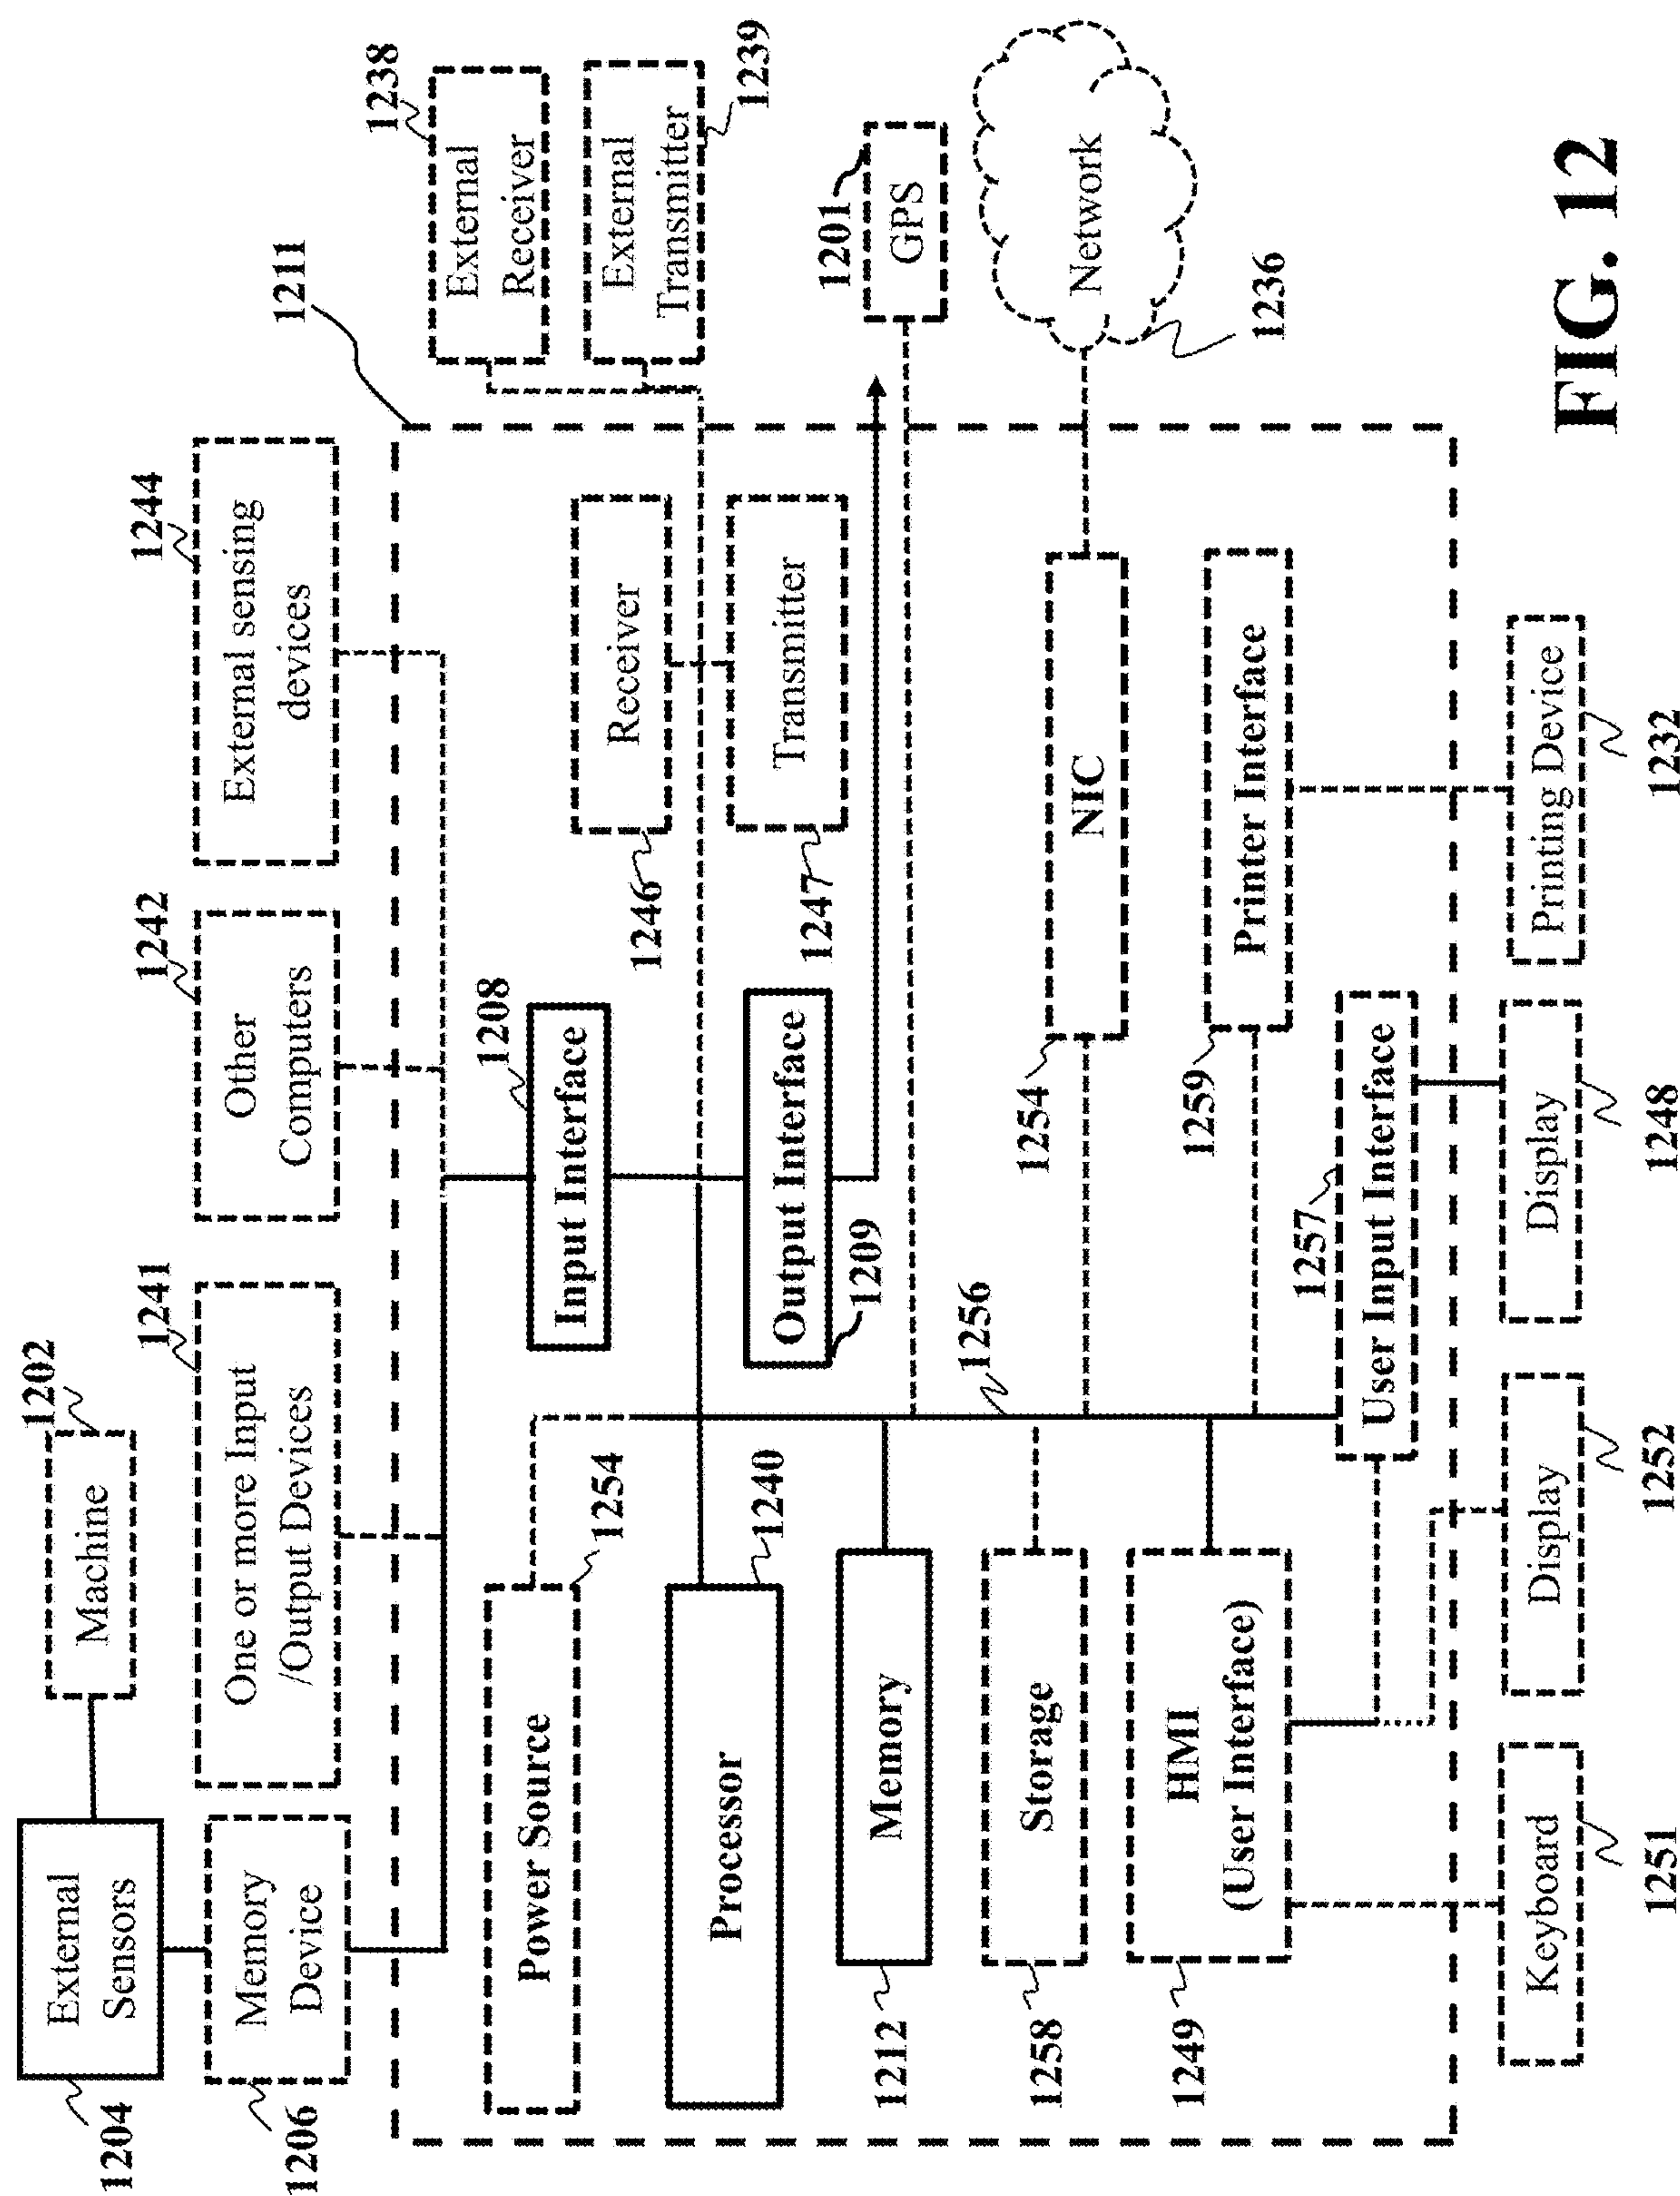 1204
External
Sensors
Machine
1202
1206
Memory
Device
One or more Input
/Output Devices
1241
Other
Computers
1242
External sensing
devices
1244
1211
External
Receiver
1238
External
Transmitter
1239
Power Source
1254
Input Interface
1208
Receiver
1246
Processor
1240
Output Interface
1209
Transmitter
1247
GPS
1201
1212
Memory
1256
NIC
1254
Network
1236
1258
Storage
Printer Interface
1259
1249
HMI
(User Interface)
User Input Interface
1257
Keyboard
1251
Display
1252
Display
1248
Printing Device
1232
FIG. 12